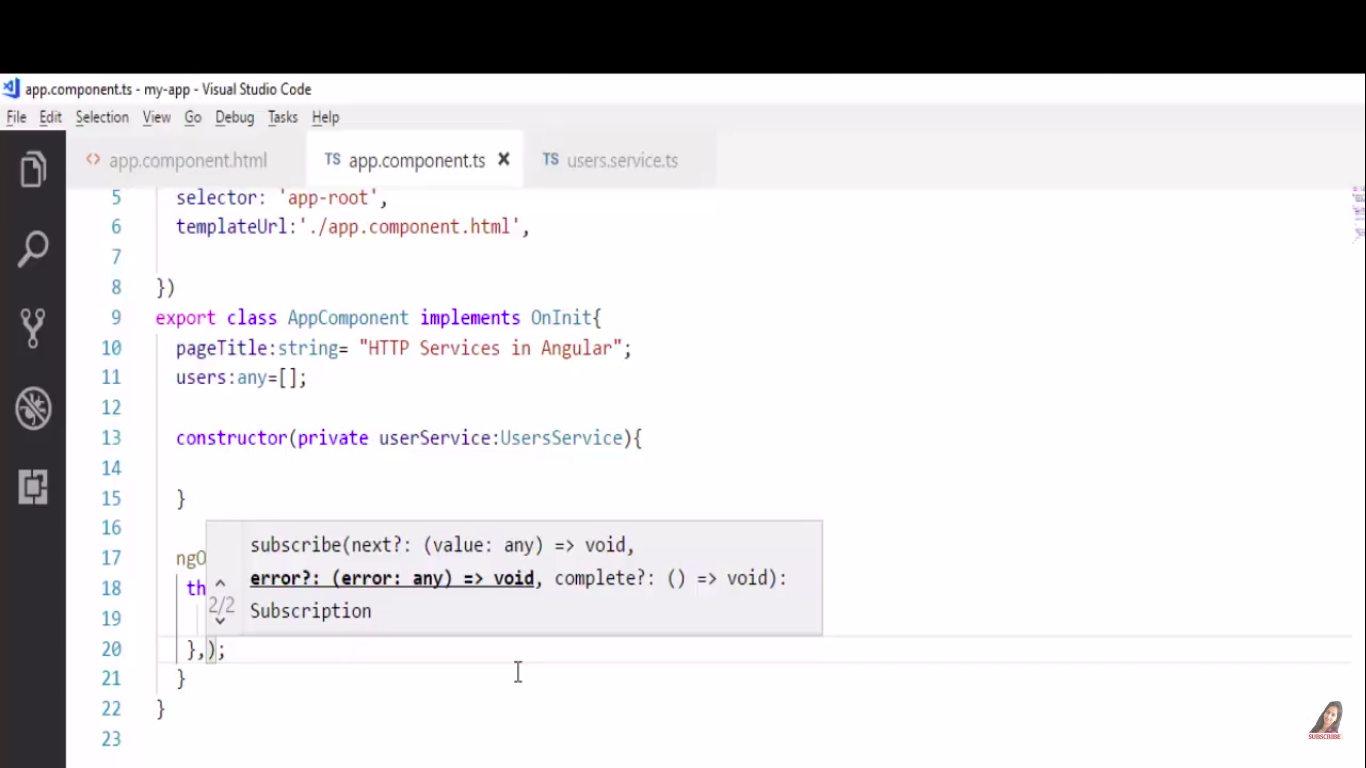 app.component.ts - my-app - Visual Studio Code
File Edit Selection View Go Debug Tasks Help
<> app.component.html TS app.component.ts × TS users.service.ts
5 selector: 'app-root',
6 templateUrl:'./app.component.html',
7
8 })
9 export class AppComponent implements OnInit{
10 pageTitle:string= "HTTP Services in Angular";
11 users:any=[];
12
13 constructor(private userService:UsersService){
14
15 }
16
subscribe(next?: (value: any) => void,
17 ngO
error?: (error: any) => void, complete?: () => void):
18 th
2/2 Subscription
19
20 },);
21 }
22 }
23
SUBSCRIBE